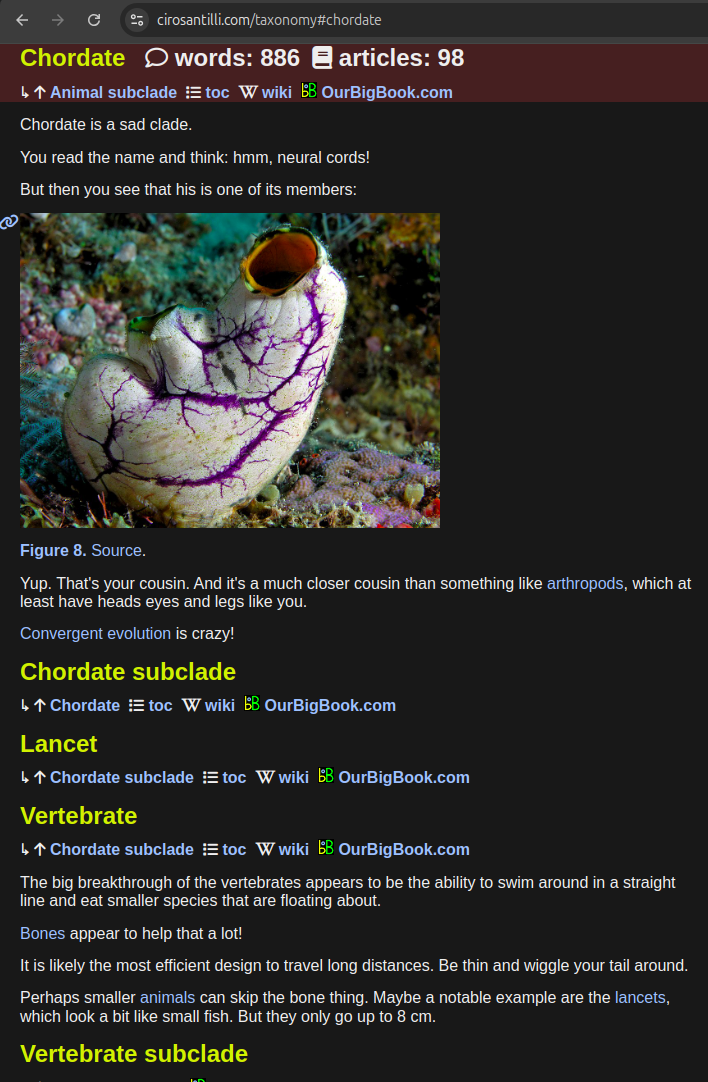 cirosantilli.com/taxonomy#chordate
Chordate words: 886 articles: 98
↳ ↑ Animal subclade toc W wiki OurBigBook.com
Chordate is a sad clade.
You read the name and think: hmm, neural cords!
But then you see that his is one of its members:
Figure 8. Source.
Yup. That's your cousin. And it's a much closer cousin than something like arthropods, which at
least have heads eyes and legs like you.
Convergent evolution is crazy!
Chordate subclade
↳ ↑ Chordate toc W wiki OurBigBook.com
Lancet
↳ ↑ Chordate subclade toc W wiki OurBigBook.com
Vertebrate
↳ ↑ Chordate subclade toc W wiki OurBigBook.com
The big breakthrough of the vertebrates appears to be the ability to swim around in a straight
line and eat smaller species that are floating about.
Bones appear to help that a lot!
It is likely the most efficient design to travel long distances. Be thin and wiggle your tail around.
Perhaps smaller animals can skip the bone thing. Maybe a notable example are the lancets,
which look a bit like small fish. But they only go up to 8 cm.
Vertebrate subclade